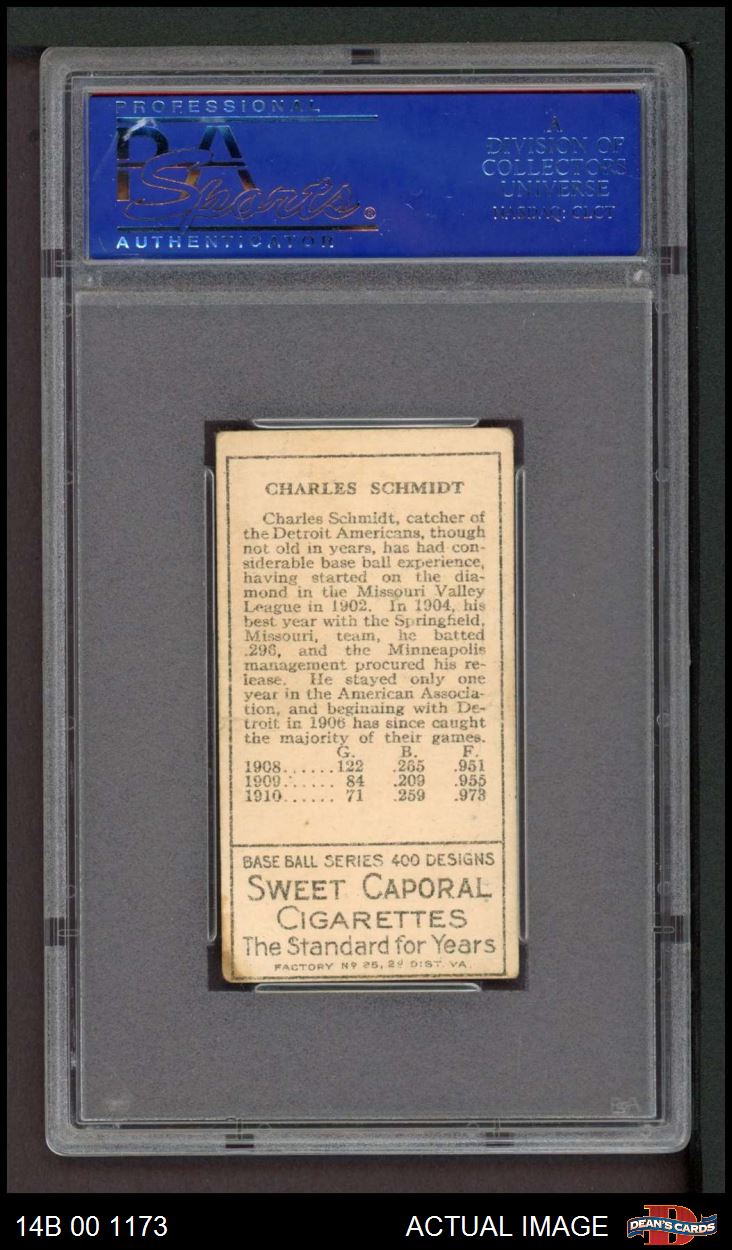 PROFESSIONAL
PSA
Sports®
AUTHENTICATOR
A
DIVISION OF
COLLECTORS
UNIVERSE
NASDAQ: CLCT
CHARLES SCHMIDT
Charles Schmidt, catcher of
the Detroit Americans, though
not old in years, has had con-
siderable base ball experience,
having started on the dia-
mond in the Missouri Valley
League in 1902. In 1904, his
best year with the Springfield,
Missouri, team, he batted
.296, and the Minneapolis
management procured his re-
lease. He stayed only one
year in the American Associa-
tion, and beginning with De-
troit in 1906 has since caught
the majority of their games.
G. B. F.
1908......122 .265 .951
1909...... 84 .209 .955
1910...... 71 .259 .973
BASE BALL SERIES 400 DESIGNS
SWEET CAPORAL
CIGARETTES
The Standard for Years
FACTORY Nº 25, 2d DIST. VA.
PSA
14B 00 1173
ACTUAL IMAGE
D
DEAN'S CARDS